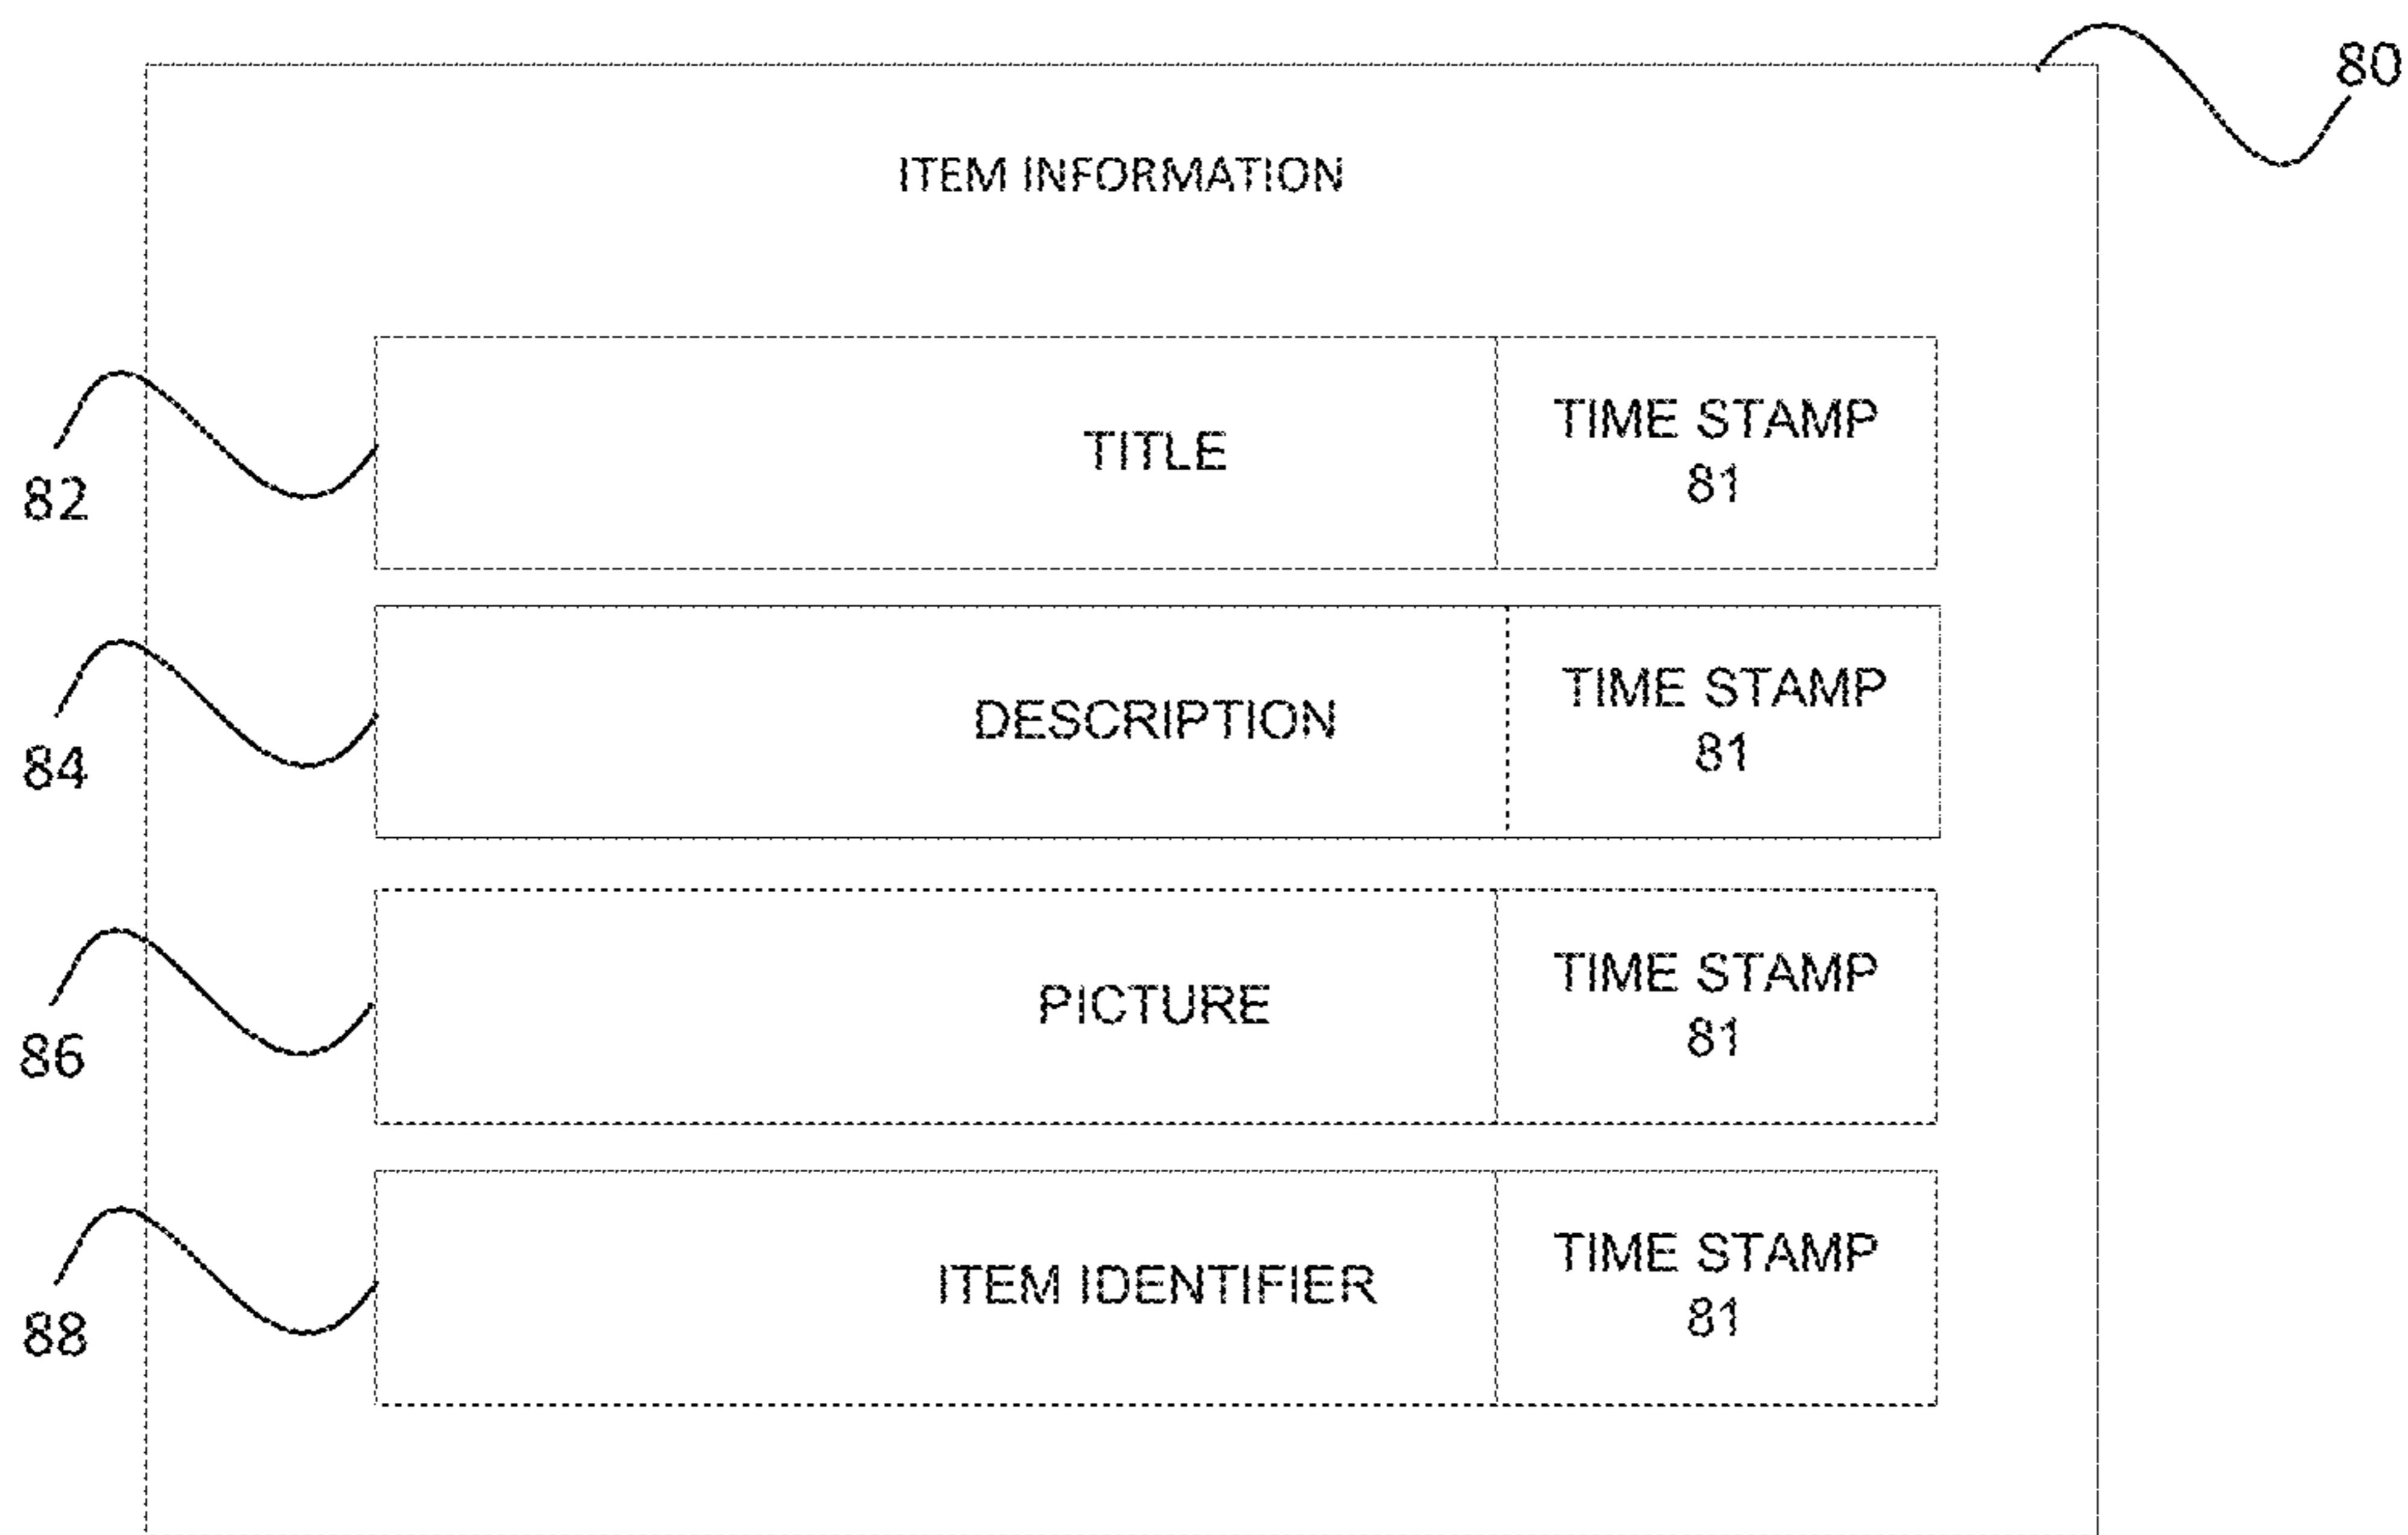 80
ITEM INFORMATION
TITLE
TIME STAMP
81
82
DESCRIPTION
TIME STAMP
81
84
PICTURE
TIME STAMP
81
86
ITEM IDENTIFIER
TIME STAMP
81
88